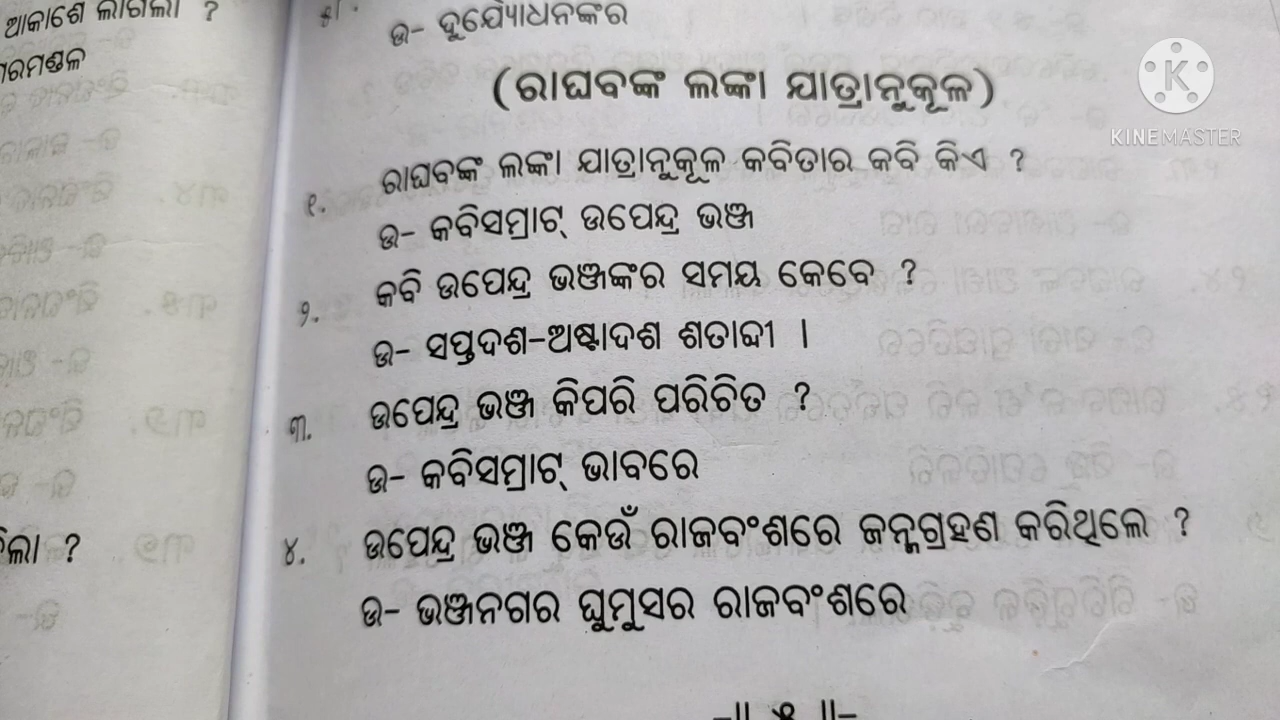 ଆକାଶେ ଲାଗିଲା ?
ଉ- ଦୁର୍ଯ୍ୟୋଧନଙ୍କର
(ରାଘବଙ୍କ ଲଙ୍କା ଯାତ୍ରାନୁକୂଳ)
KINEMASTER
୧. ରାଘବଙ୍କ ଲଙ୍କା ଯାତ୍ରାନୁକୂଳ କବିତାର କବି କିଏ ?
ଉ- କବିସମ୍ରାଟ୍ ଉପେନ୍ଦ୍ର ଭଞ୍ଜ
୨. କବି ଉପେନ୍ଦ୍ର ଭଞ୍ଜଙ୍କର ସମୟ କେବେ ?
ଉ- ସପ୍ତଦଶ-ଅଷ୍ଟାଦଶ ଶତାବ୍ଦୀ ।
୩. ଉପେନ୍ଦ୍ର ଭଞ୍ଜ କିପରି ପରିଚିତ ?
ଉ- କବିସମ୍ରାଟ୍ ଭାବରେ
୪. ଉପେନ୍ଦ୍ର ଭଞ୍ଜ କେଉଁ ରାଜବଂଶରେ ଜନ୍ମଗ୍ରହଣ କରିଥିଲେ ?
ଉ- ଭଞ୍ଜନଗର ଘୁମୁସର ରାଜବଂଶରେ